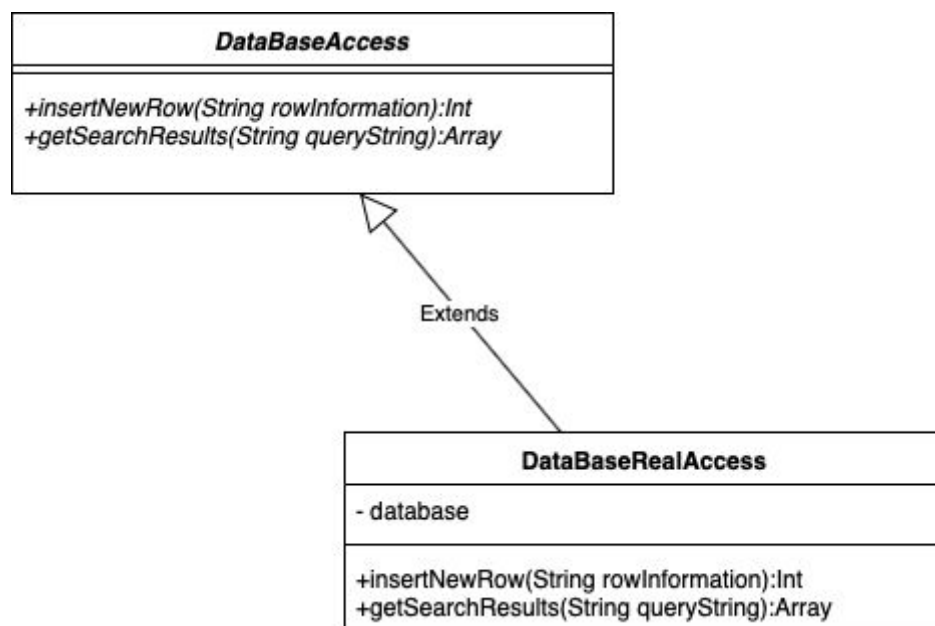 DataBaseAccess
+insertNewRow(String rowInformation):Int
+getSearchResults(String queryString):Array
Extends
DataBaseRealAccess
- database
+insertNewRow(String rowInformation):Int
+getSearchResults(String queryString):Array